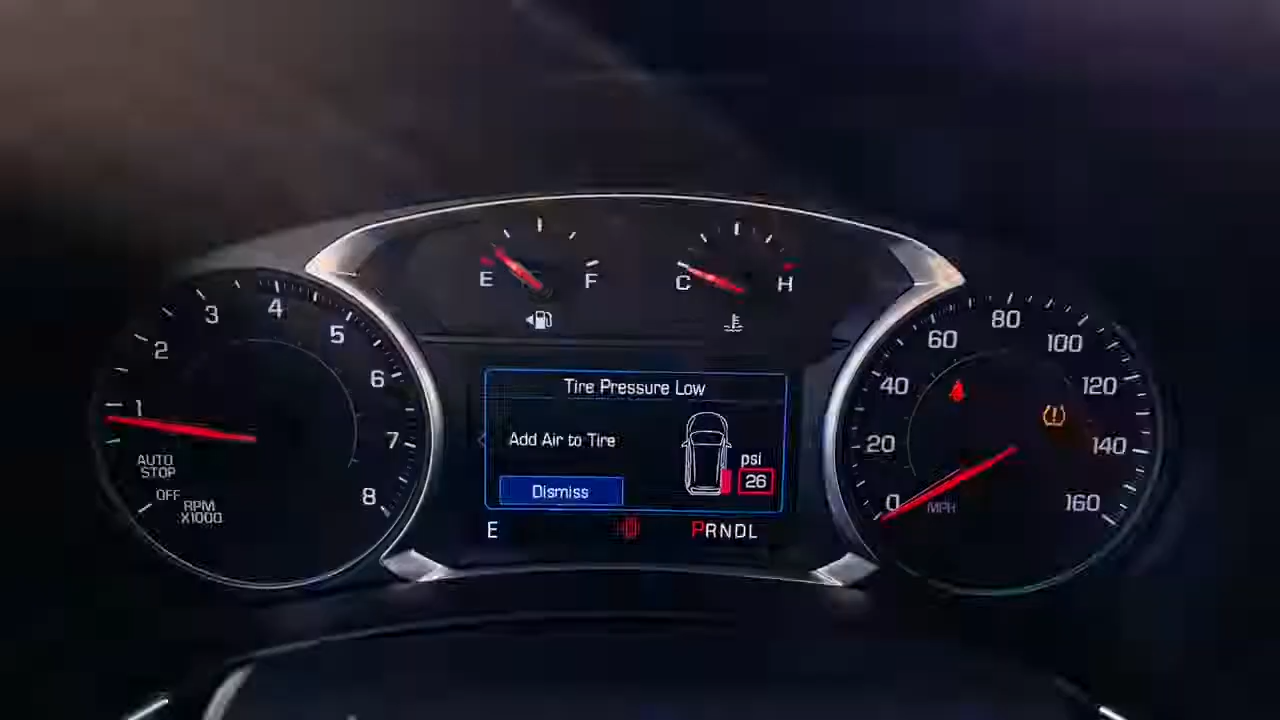 E F
C H
1 2 3 4 5 6 7 8
AUTO
STOP
OFF
RPM
X1000
Tire Pressure Low
Add Air to Tire
psi
26
Dismiss
E
PRNDL
0 20 40 60 80 100 120 140 160
MPH